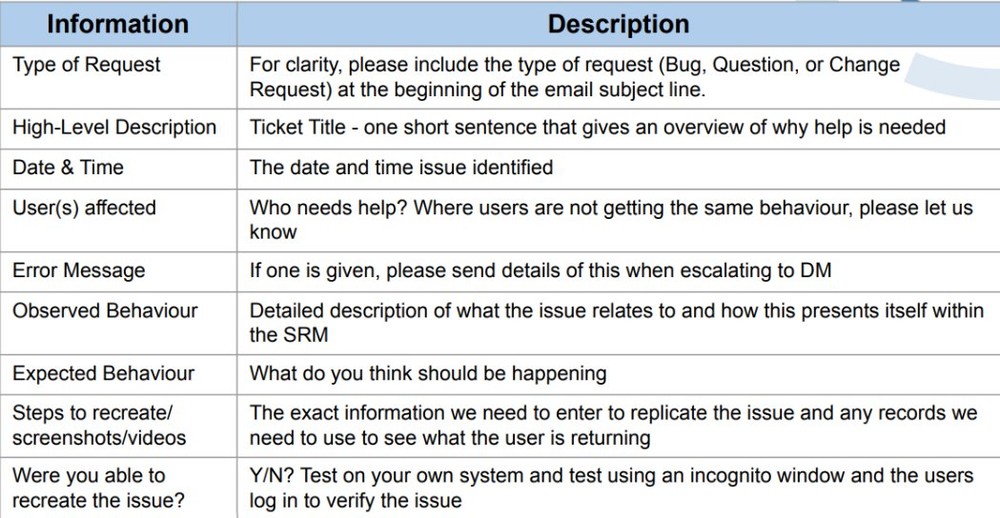 Information Description
Type of Request For clarity, please include the type of request (Bug, Question, or Change
Request) at the beginning of the email subject line.
High-Level Description Ticket Title - one short sentence that gives an overview of why help is needed
Date & Time The date and time issue identified
User(s) affected Who needs help? Where users are not getting the same behaviour, please let us
know
Error Message If one is given, please send details of this when escalating to DM
Observed Behaviour Detailed description of what the issue relates to and how this presents itself within
the SRM
Expected Behaviour What do you think should be happening
Steps to recreate/ The exact information we need to enter to replicate the issue and any records we
screenshots/videos need to use to see what the user is returning
Were you able to Y/N? Test on your own system and test using an incognito window and the users
recreate the issue? log in to verify the issue